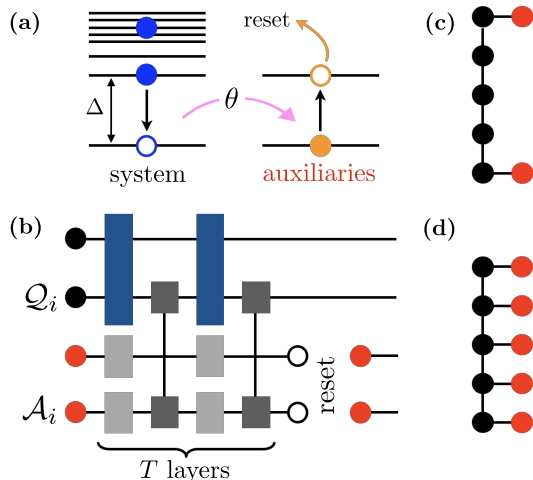 (a)
reset
Δ
θ
system
auxiliaries
(b)
𝒬ᵢ
𝒜ᵢ
reset
T layers
(c)
(d)